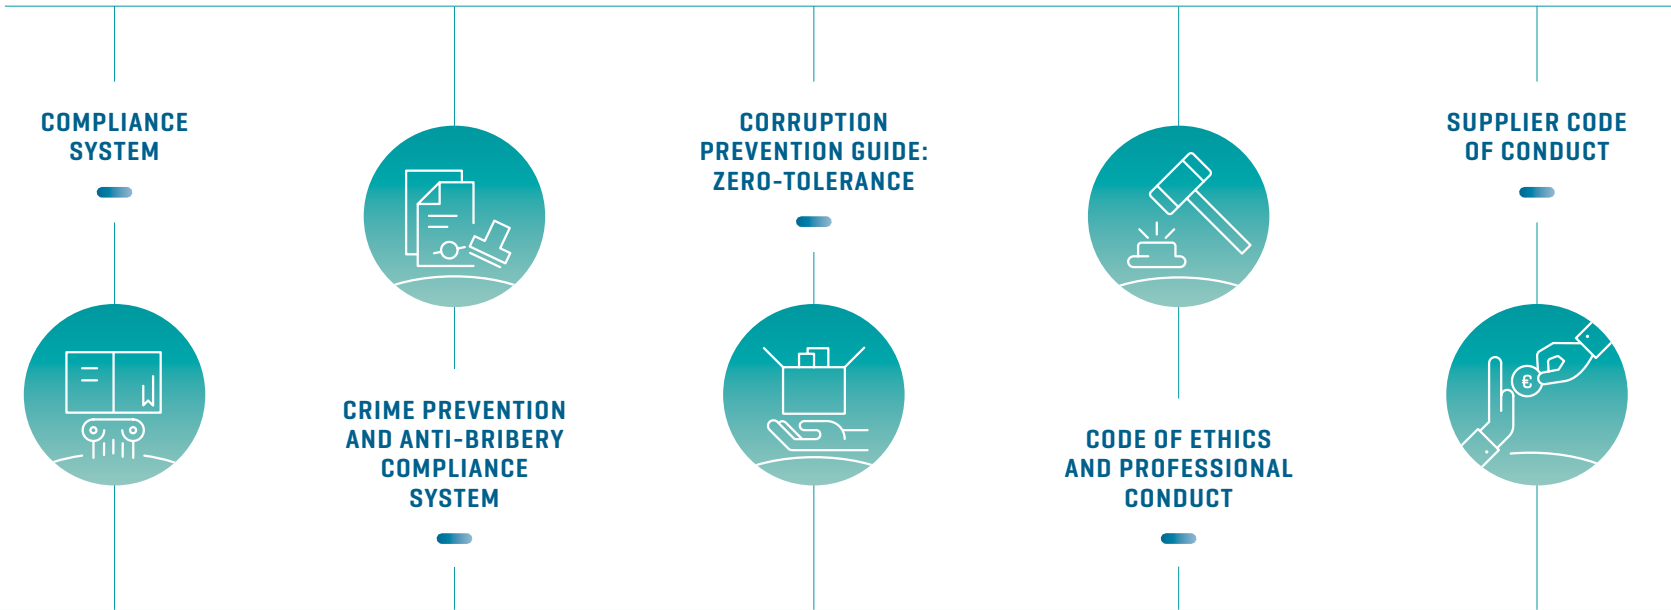 COMPLIANCE
SYSTEM
CRIME PREVENTION
AND ANTI-BRIBERY
COMPLIANCE
SYSTEM
CORRUPTION
PREVENTION GUIDE:
ZERO-TOLERANCE
CODE OF ETHICS
AND PROFESSIONAL
CONDUCT
SUPPLIER CODE
OF CONDUCT
€